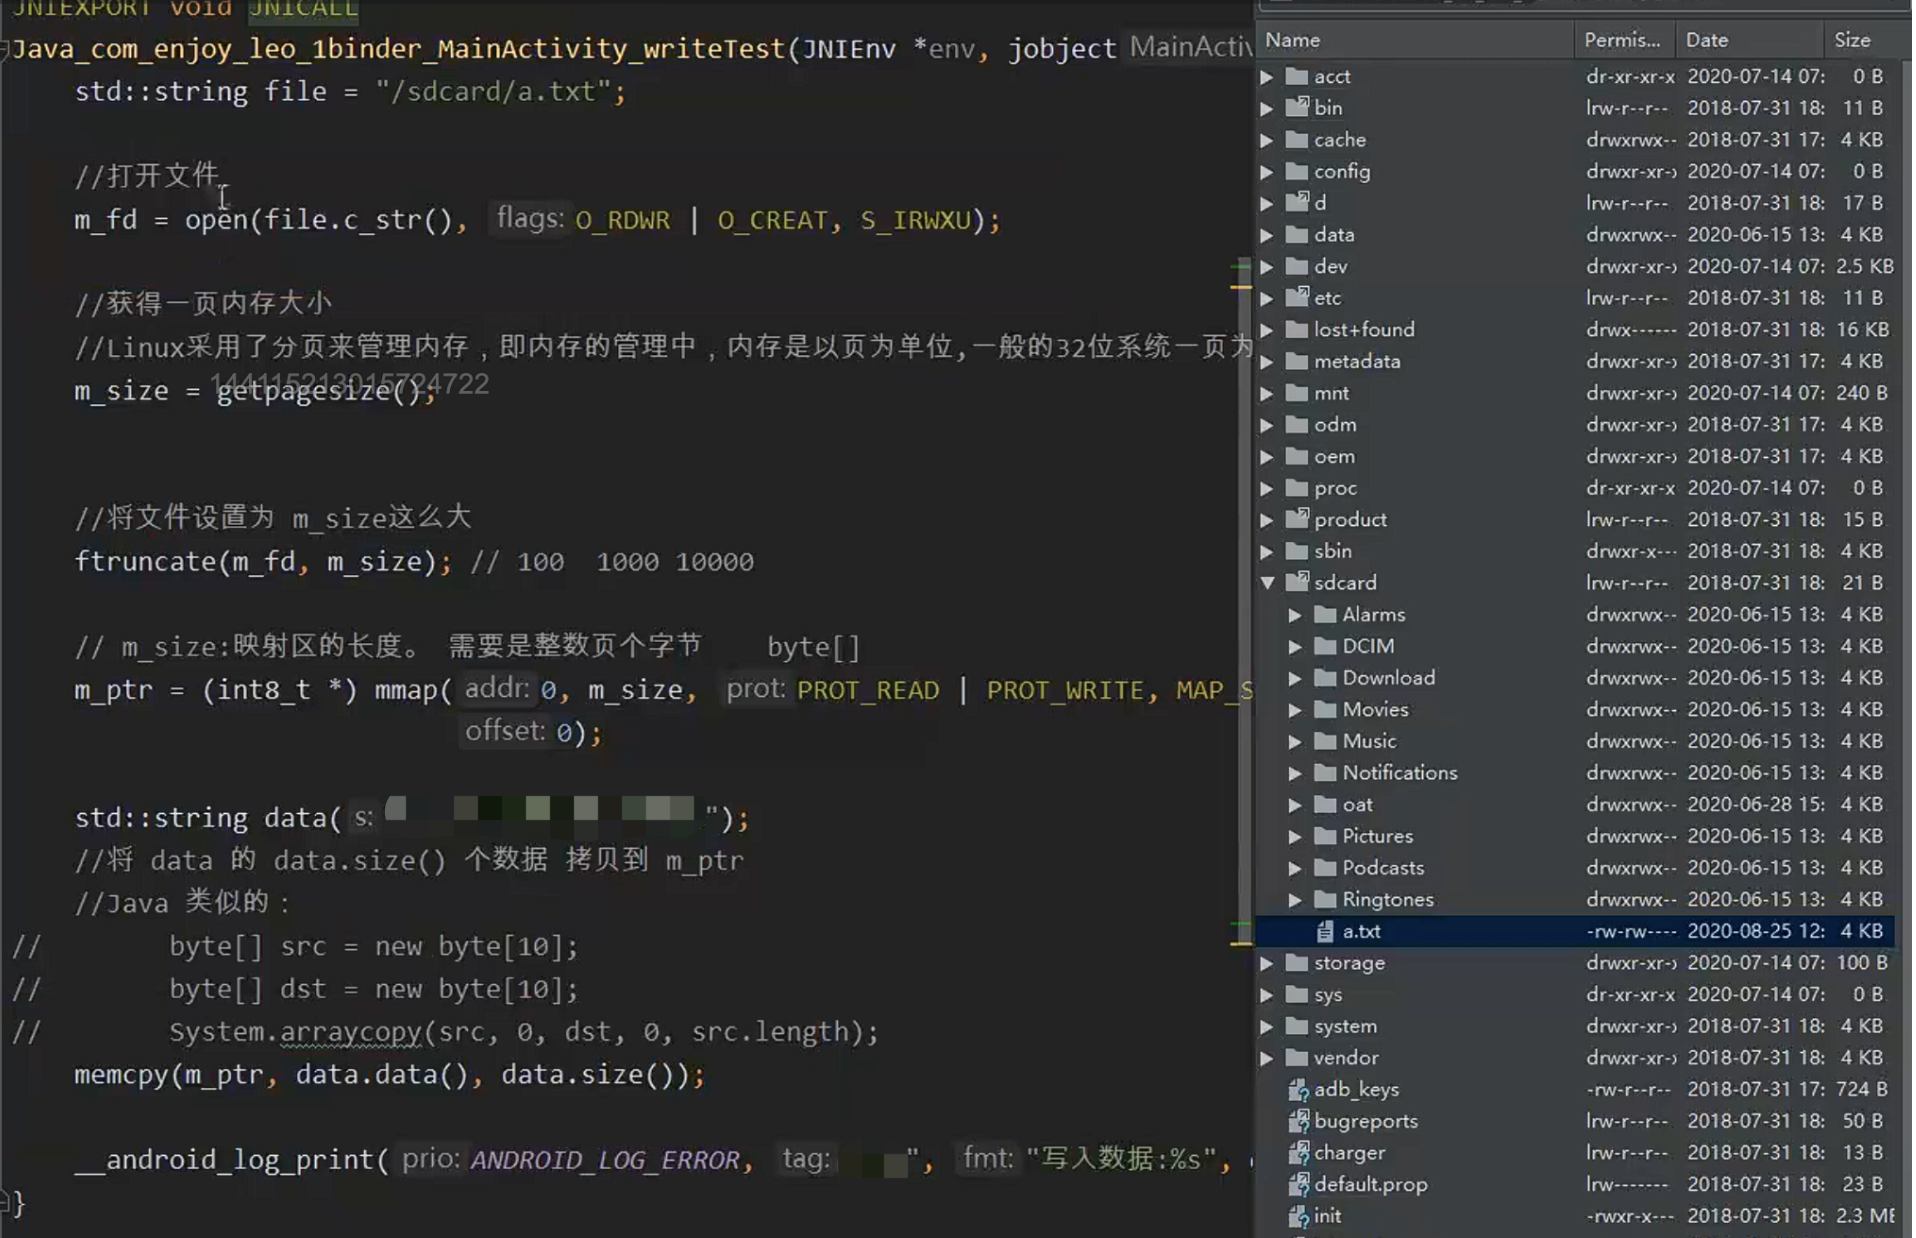 JNIEXPORT void JNICALL
Java_com_enjoy_leo_1binder_MainActivity_writeTest(JNIEnv *env, jobject MainActiv
std::string file = "/sdcard/a.txt";
//打开文件
m_fd = open(file.c_str(), flags: O_RDWR | O_CREAT, S_IRWXU);
//获得一页内存大小
//Linux采用了分页来管理内存，即内存的管理中，内存是以页为单位,一般的32位系统一页为
m_size = getpagesize();
144115213015724722
//将文件设置为 m_size这么大
ftruncate(m_fd, m_size); // 100  1000 10000
// m_size:映射区的长度。 需要是整数页个字节    byte[]
m_ptr = (int8_t *) mmap( addr: 0, m_size,  prot: PROT_READ | PROT_WRITE, MAP_S
offset: 0);
std::string data( s: ");
//将 data 的 data.size() 个数据 拷贝到 m_ptr
//Java 类似的：
//        byte[] src = new byte[10];
//        byte[] dst = new byte[10];
//        System.arraycopy(src, 0, dst, 0, src.length);
memcpy(m_ptr, data.data(), data.size());
__android_log_print( prio: ANDROID_LOG_ERROR,  tag: ",  fmt: "写入数据:%s",
}
Name Permis... Date Size
acct dr-xr-xr-x 2020-07-14 07: 0 B
bin lrw-r--r-- 2018-07-31 18: 11 B
cache drwxrwx-- 2018-07-31 17: 4 KB
config drwxr-xr-x 2020-07-14 07: 0 B
d lrw-r--r-- 2018-07-31 18: 17 B
data drwxrwx-- 2020-06-15 13: 4 KB
dev drwxr-xr-x 2020-07-14 07: 2.5 KB
etc lrw-r--r-- 2018-07-31 18: 11 B
lost+found drwx------ 2018-07-31 18: 16 KB
metadata drwxr-xr-x 2018-07-31 17: 4 KB
mnt drwxr-xr-x 2020-07-14 07: 240 B
odm drwxr-xr-x 2018-07-31 17: 4 KB
oem drwxr-xr-x 2018-07-31 17: 4 KB
proc dr-xr-xr-x 2020-07-14 07: 0 B
product lrw-r--r-- 2018-07-31 18: 15 B
sbin drwxr-x--- 2018-07-31 18: 4 KB
sdcard lrw-r--r-- 2018-07-31 18: 21 B
Alarms drwxrwx-- 2020-06-15 13: 4 KB
DCIM drwxrwx-- 2020-06-15 13: 4 KB
Download drwxrwx-- 2020-06-15 13: 4 KB
Movies drwxrwx-- 2020-06-15 13: 4 KB
Music drwxrwx-- 2020-06-15 13: 4 KB
Notifications drwxrwx-- 2020-06-15 13: 4 KB
oat drwxrwx-- 2020-06-28 15: 4 KB
Pictures drwxrwx-- 2020-06-15 13: 4 KB
Podcasts drwxrwx-- 2020-06-15 13: 4 KB
Ringtones drwxrwx-- 2020-06-15 13: 4 KB
a.txt -rw-rw---- 2020-08-25 12: 4 KB
storage drwxr-xr-x 2020-07-14 07: 100 B
sys dr-xr-xr-x 2020-07-14 07: 0 B
system drwxr-xr-x 2018-07-31 18: 4 KB
vendor drwxr-xr-x 2018-07-31 18: 4 KB
adb_keys -rw-r--r-- 2018-07-31 17: 724 B
bugreports lrw-r--r-- 2018-07-31 18: 50 B
charger lrw-r--r-- 2018-07-31 18: 13 B
default.prop lrw------- 2018-07-31 18: 23 B
init -rwxr-x--- 2018-07-31 18: 2.3 ME